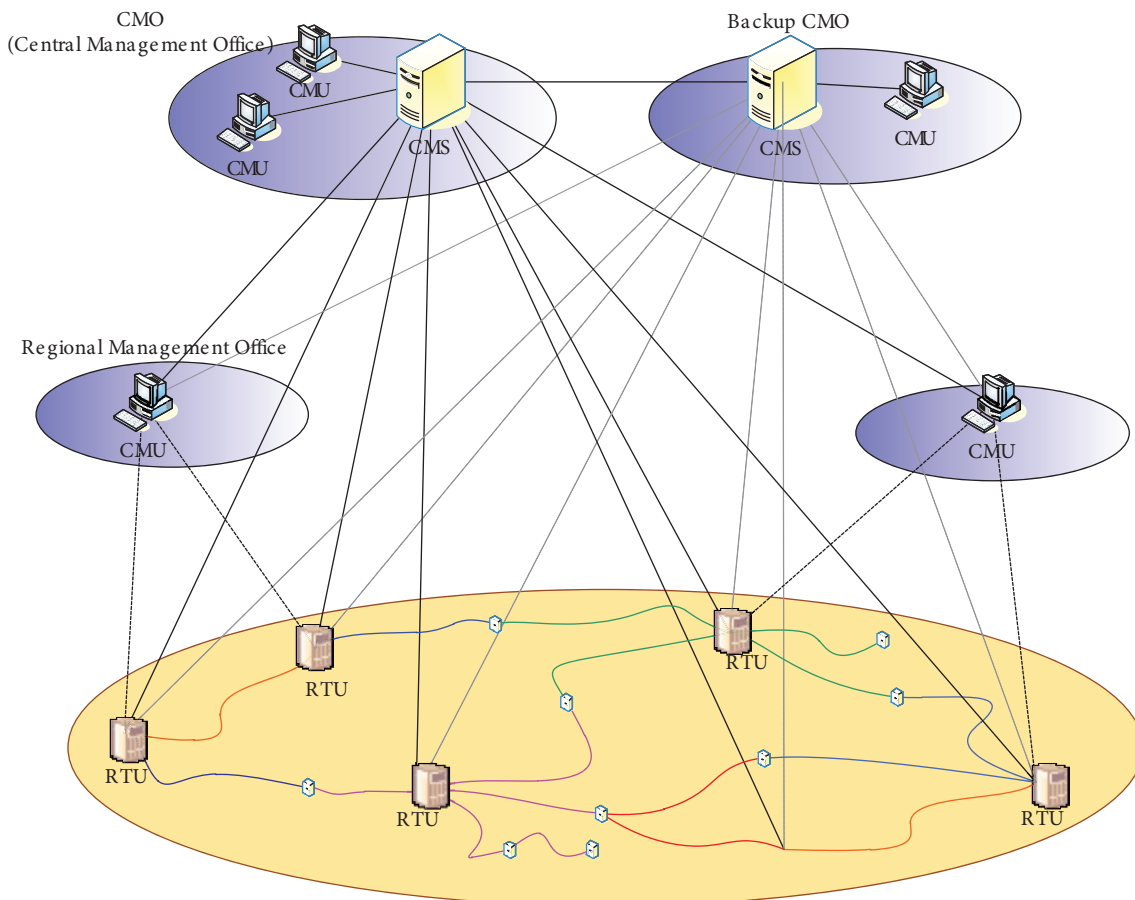 CMO
(Central Management Office)
Backup CMO
CMU
CMU
CMS
CMS
CMU
Regional Management Office
CMU
CMU
RTU
RTU
RTU
RTU
RTU